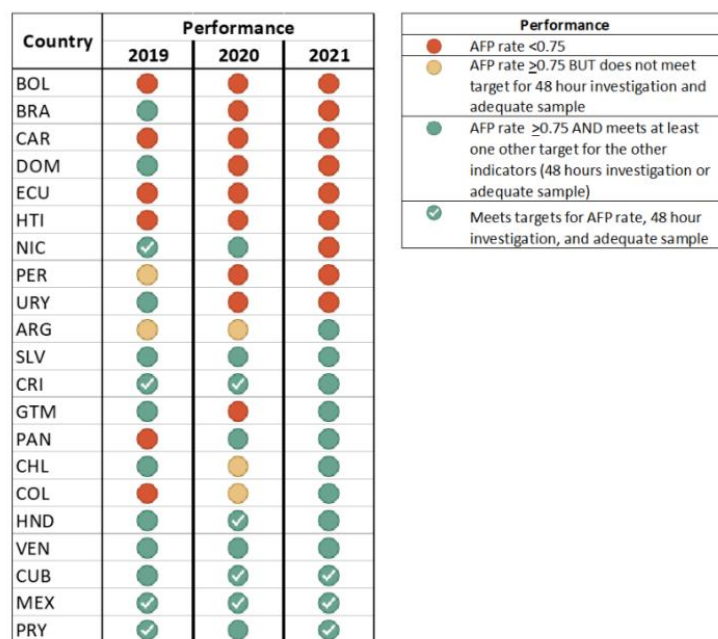 Country
Performance
2019 2020 2021
BOL
BRA
CAR
DOM
ECU
HTI
NIC
PER
URY
ARG
SLV
CRI
GTM
PAN
CHL
COL
HND
VEN
CUB
MEX
PRY
Performance
AFP rate <0.75
AFP rate ≥0.75 BUT does not meet
target for 48 hour investigation and
adequate sample
AFP rate ≥0.75 AND meets at least
one other target for the other
indicators (48 hours investigation or
adequate sample)
Meets targets for AFP rate, 48 hour
investigation, and adequate sample